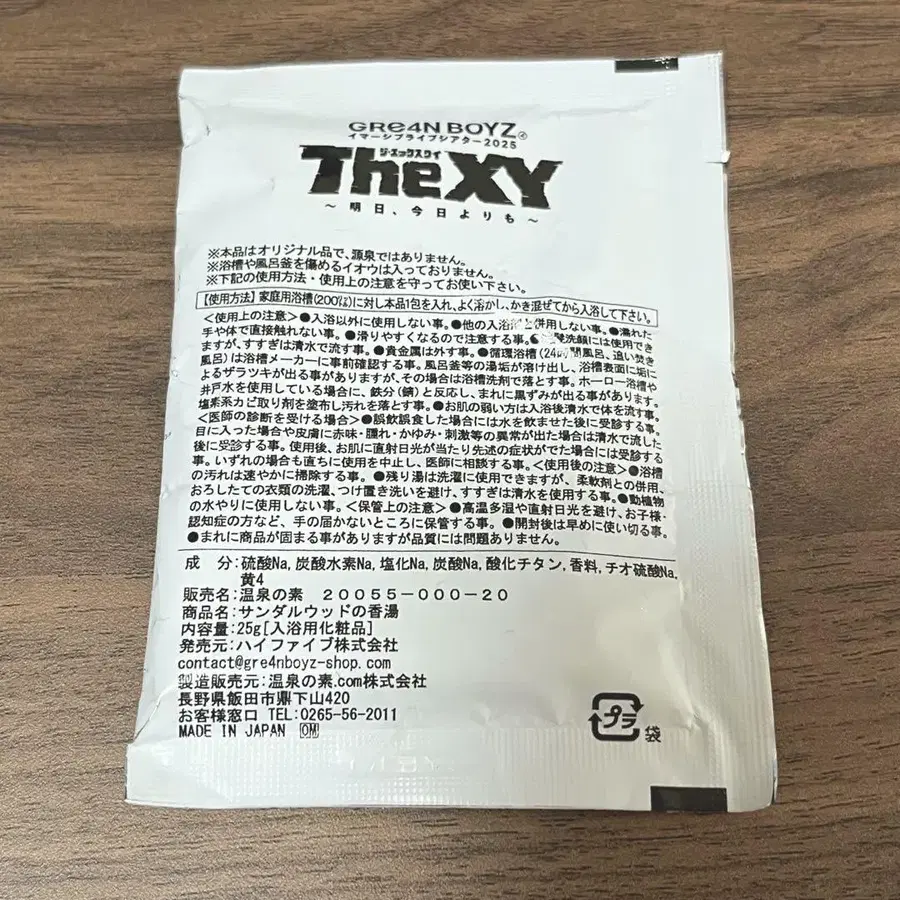 GRe4N BOYZ
イマーシブライブシアター2025
ジ・エックスワイ
The XY
～明日、今日よりも～
※本品はオリジナル品で、源泉ではありません。
※浴槽や風呂釜を傷めるイオウは入っておりません。
※下記の使用方法・使用上の注意を守ってお使い下さい。
【使用方法】家庭用浴槽(200㍑)に対し本品1包を入れ、よく溶かし、かき混ぜてから入浴して下さい。
＜使用上の注意＞●入浴以外に使用しない事。●他の入浴剤と併用しない事。●濡れた
手や体で直接触れない事。●滑りやすくなるので注意する事。洗顔には使用でき
ますが、すすぎは清水で流す事。●貴金属は外す事。●循環浴槽(24時間風呂、追い焚き
風呂)は浴槽メーカーに事前確認する事。風呂釜等の湯垢が溶け出し、浴槽表面に垢に
よるザラツキが出る事がありますが、その場合は浴槽洗剤で落とす事。ホーロー浴槽や
井戸水を使用している場合に、鉄分(錆)と反応し、まれに黒ずみが出る事があります。
塩素系カビ取り剤を塗布し汚れを落とす事。●お肌の弱い方は入浴後清水で体を流す事。
＜医師の診断を受ける場合＞●誤飲誤食した場合には水を飲ませた後に受診する事。
目に入った場合や皮膚に赤味・腫れ・かゆみ・刺激等の異常が出た場合は清水で流した
後に受診する事。使用後、お肌に直射日光が当たり先述の症状がでた場合には受診する
事。いずれの場合も直ちに使用を中止し、医師に相談する事。＜使用後の注意＞●浴槽
の汚れは速やかに掃除する事。●残り湯は洗濯に使用できますが、柔軟剤との併用、
おろしたての衣類の洗濯、つけ置き洗いを避け、すすぎは清水を使用する事。●動植物
の水やりに使用しない事。＜保管上の注意＞●高温多湿や直射日光を避け、お子様・
認知症の方など、手の届かないところに保管する事。●開封後は早めに使い切る事。
●まれに商品が固まる事がありますが品質には問題ありません。
成　分:硫酸Na, 炭酸水素Na, 塩化Na, 炭酸Na, 酸化チタン, 香料, チオ硫酸Na,
黄4
販売名:温泉の素　20055-000-20
商品名:サンダルウッドの香湯
内容量:25g[入浴用化粧品]
発売元:ハイファイブ株式会社
contact@gre4nboyz-shop.com
製造販売元:温泉の素.com株式会社
長野県飯田市鼎下山420
お客様窓口 TEL:0265-56-2011
MADE IN JAPAN OM
プラ
袋